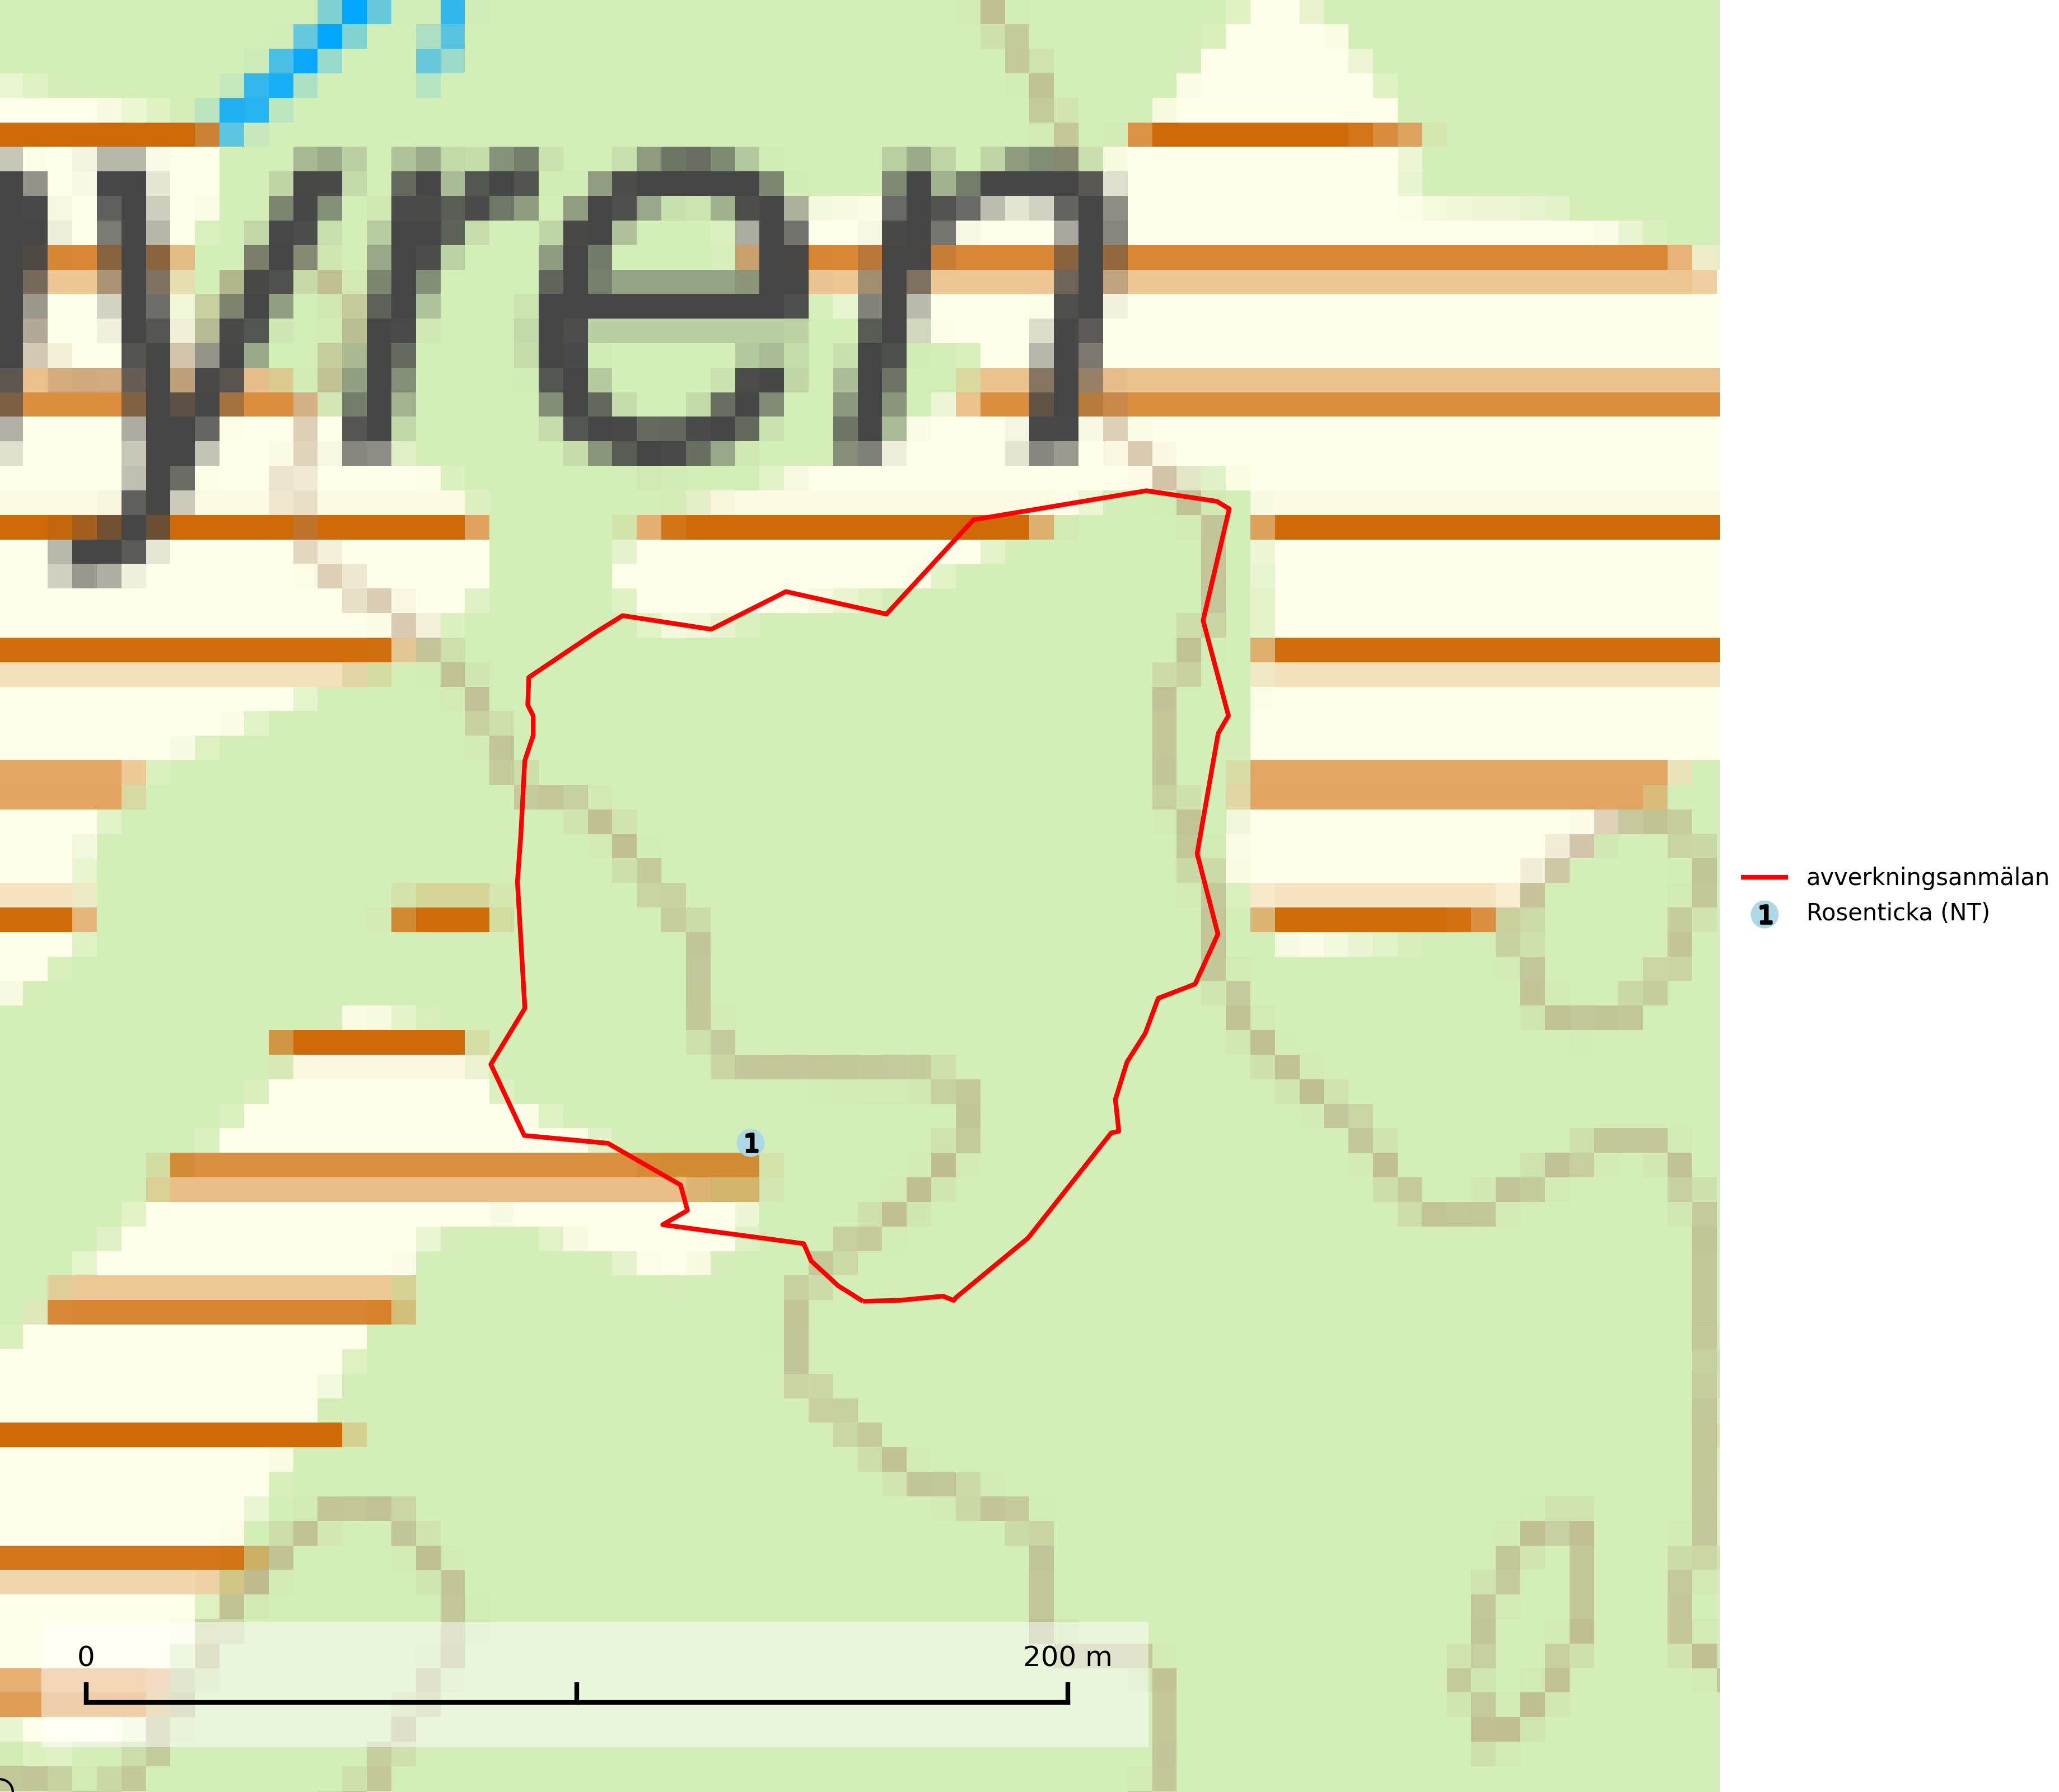 yren
avverkningsanmälan
1 Rosenticka (NT)
1
0 200 m